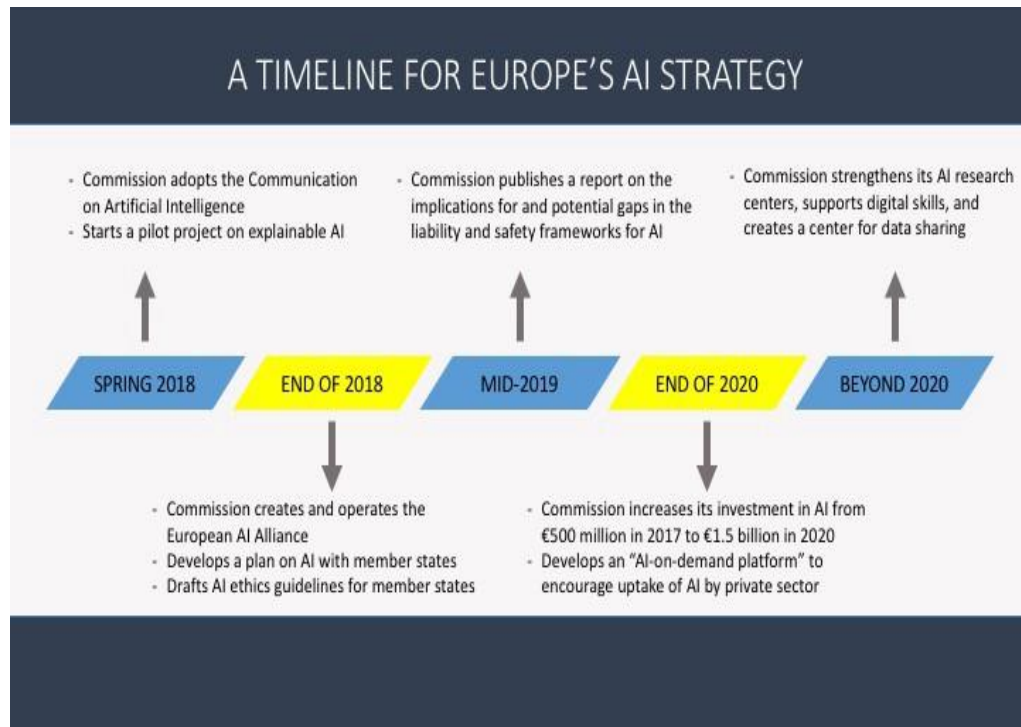 A TIMELINE FOR EUROPE'S AI STRATEGY
- Commission adopts the Communication
on Artificial Intelligence
- Starts a pilot project on explainable AI
- Commission publishes a report on the
implications for and potential gaps in the
liability and safety frameworks for AI
- Commission strengthens its AI research
centers, supports digital skills, and
creates a center for data sharing
SPRING 2018
END OF 2018
MID-2019
END OF 2020
BEYOND 2020
- Commission creates and operates the
European AI Alliance
- Develops a plan on AI with member states
- Drafts AI ethics guidelines for member states
- Commission increases its investment in AI from
€500 million in 2017 to €1.5 billion in 2020
- Develops an “AI-on-demand platform” to
encourage uptake of AI by private sector